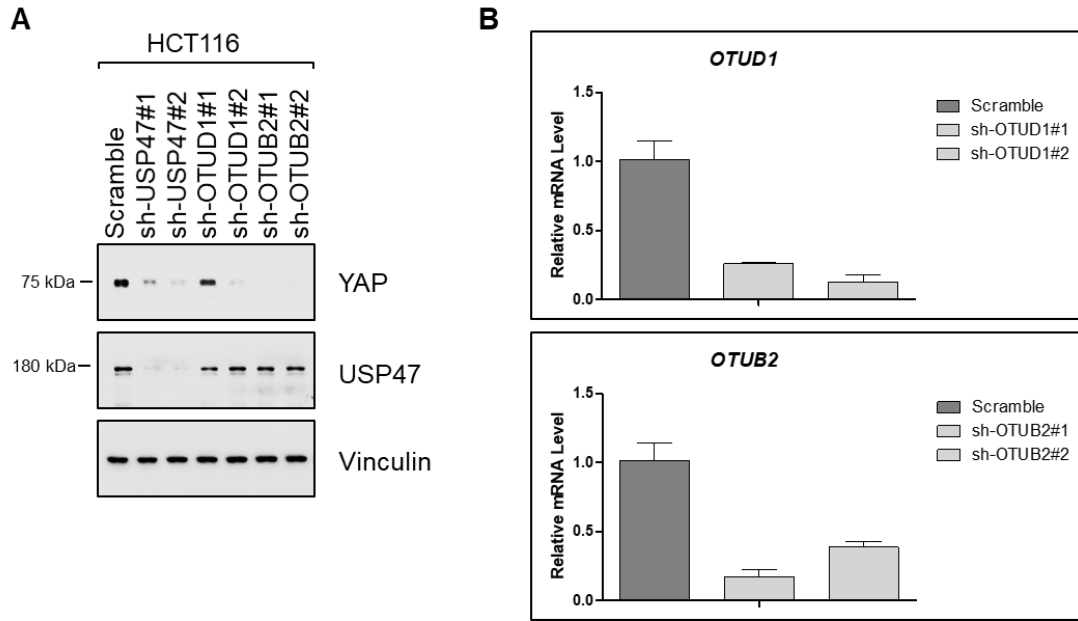 A
HCT116
Scramble
sh-USP47#1
sh-USP47#2
sh-OTUD1#1
sh-OTUD1#2
sh-OTUB2#1
sh-OTUB2#2
75 kDa
YAP
180 kDa
USP47
Vinculin
B
OTUD1
Relative mRNA Level
1.5
1.0
0.5
0.0
Scramble
sh-OTUD1#1
sh-OTUD1#2
OTUB2
Relative mRNA Level
1.5
1.0
0.5
0.0
Scramble
sh-OTUB2#1
sh-OTUB2#2